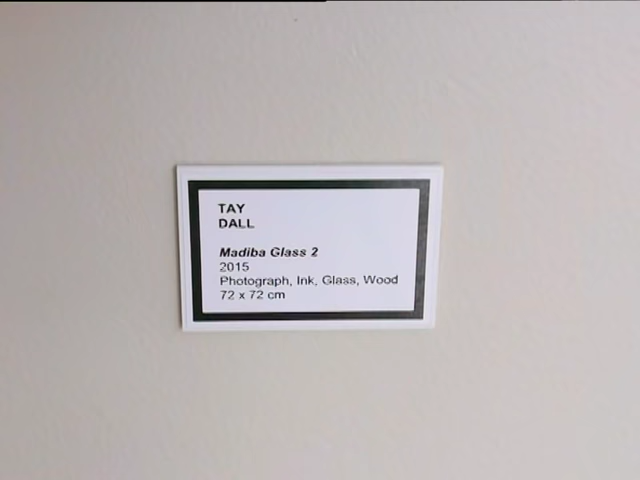 TAY
DALL
Madiba Glass 2
2015
Photograph, Ink, Glass, Wood
72 x 72 cm